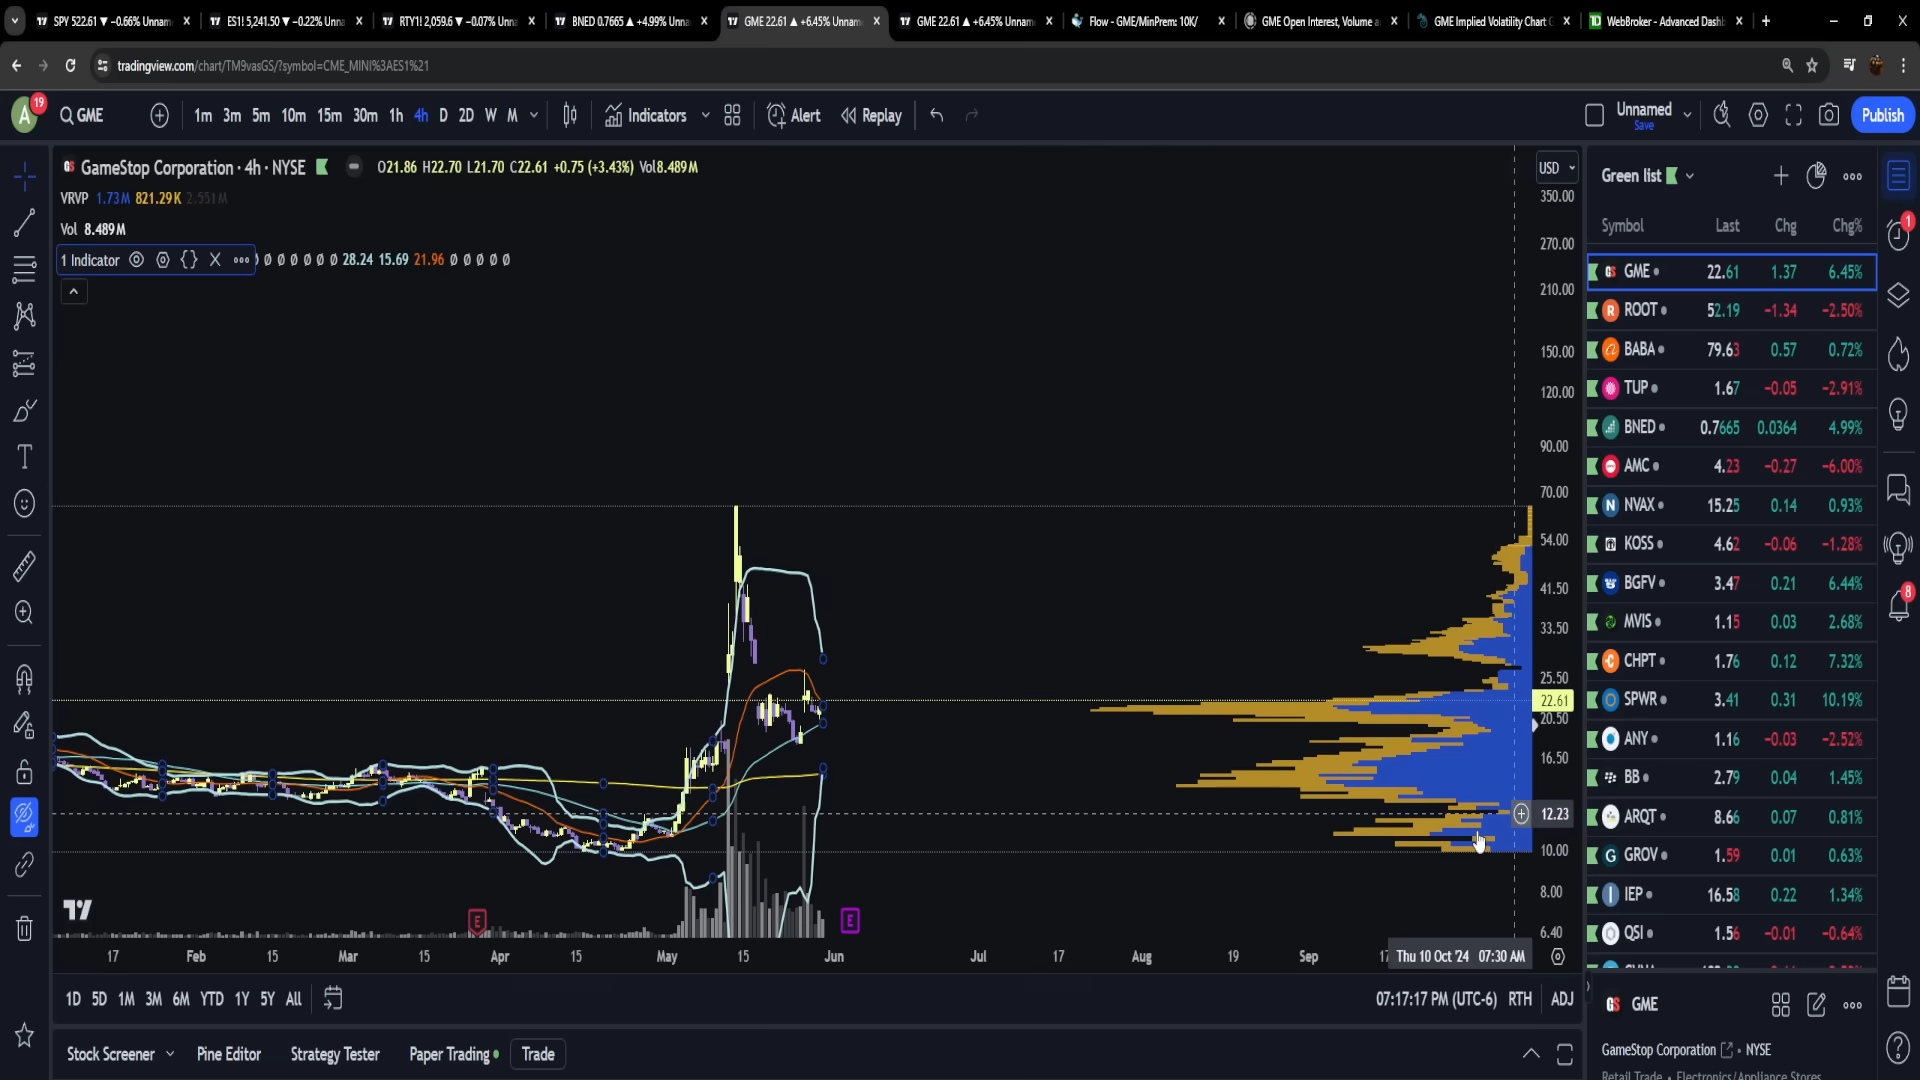 SPY 522.61 ▼ −0.66% Unnam
ES1! 5,241.50 ▼ −0.22% Unna
RTY1! 2,059.6 ▼ −0.07% Unn
BNED 0.7665 ▲ +4.99% Unna
GME 22.61 ▲ +6.45% Unnam
GME 22.61 ▲ +6.45% Unnam
Flow - GME/MinPrem: 10K/
GME Open Interest, Volume a
GME Implied Volatility Chart
WebBroker - Advanced Dashb
tradingview.com/chart/TM9vasGS/?symbol=CME_MINI%3AES1%21
A 19
GME
1m 3m 5m 10m 15m 30m 1h 4h D 2D W M
Indicators
Alert
Replay
Unnamed
Save
Publish
GameStop Corporation · 4h · NYSE
O21.86 H22.70 L21.70 C22.61 +0.75 (+3.43%) Vol8.489M
VRVP 1.73M 821.29K 2.551M
Vol 8.489M
1 Indicator Ø Ø Ø Ø Ø Ø 28.24 15.69 21.96 Ø Ø Ø Ø Ø
USD
350.00
270.00
210.00
150.00
120.00
90.00
70.00
54.00
41.50
33.50
25.50
22.61
20.50
16.50
12.23
10.00
8.00
6.40
E
E
17 Feb 15 Mar 15 Apr 15 May 15 Jun Jul 17 Aug 19 Sep 17
Thu 10 Oct '24 07:30 AM
1D 5D 1M 3M 6M YTD 1Y 5Y All
07:17:17 PM (UTC-6) RTH ADJ
Stock Screener
Pine Editor
Strategy Tester
Paper Trading
Trade
Green list
Symbol Last Chg Chg%
GME 22.61 1.37 6.45%
ROOT 52.19 −1.34 −2.50%
BABA 79.63 0.57 0.72%
TUP 1.67 −0.05 −2.91%
BNED 0.7665 0.0364 4.99%
AMC 4.23 −0.27 −6.00%
NVAX 15.25 0.14 0.93%
KOSS 4.62 −0.06 −1.28%
BGFV 3.47 0.21 6.44%
MVIS 1.15 0.03 2.68%
CHPT 1.76 0.12 7.32%
SPWR 3.41 0.31 10.19%
ANY 1.16 −0.03 −2.52%
BB 2.79 0.04 1.45%
ARQT 8.66 0.07 0.81%
GROV 1.59 0.01 0.63%
IEP 16.58 0.22 1.34%
QSI 1.56 −0.01 −0.64%
GS GME
GameStop Corporation • NYSE
Retail Trade • Electronics/Appliance Stores
1
8